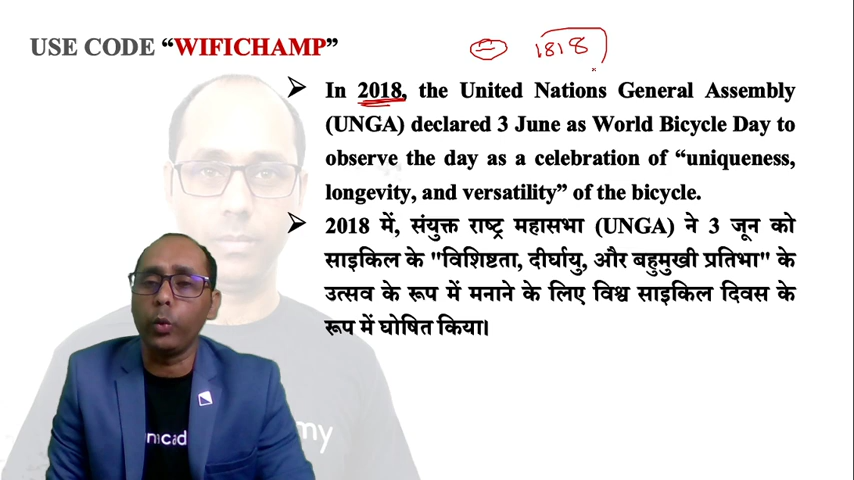 USE CODE “WIFICHAMP”
1818
➢ In 2018, the United Nations General Assembly
(UNGA) declared 3 June as World Bicycle Day to
observe the day as a celebration of “uniqueness,
longevity, and versatility” of the bicycle.
➢ 2018 में, संयुक्त राष्ट्र महासभा (UNGA) ने 3 जून को
साइकिल के "विशिष्टता, दीर्घायु, और बहुमुखी प्रतिभा" के
उत्सव के रूप में मनाने के लिए विश्व साइकिल दिवस के
रूप में घोषित किया।